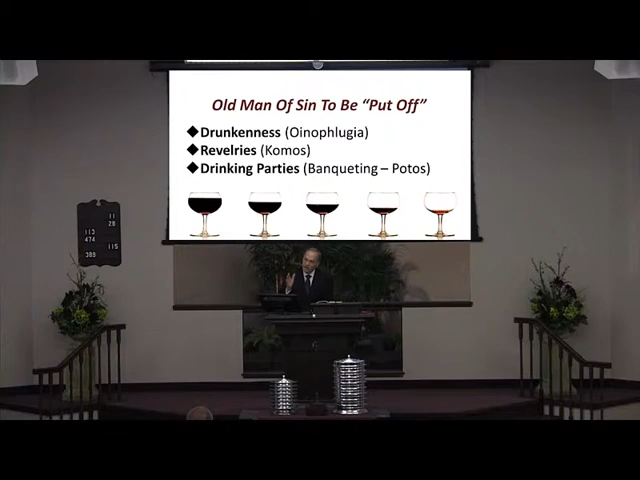 Old Man Of Sin To Be “Put Off”
◆Drunkenness (Oinophlugia)
◆Revelries (Komos)
◆Drinking Parties (Banqueting – Potos)
11
28
113
474
115
389